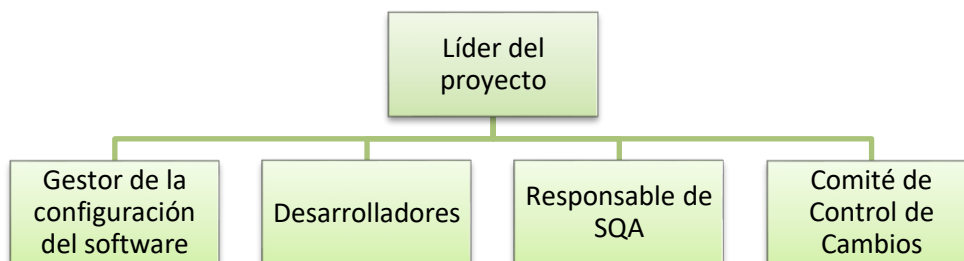 Líder del
proyecto
Gestor de la
configuración
del software
Desarrolladores
Responsable de
SQA
Comité de
Control de
Cambios